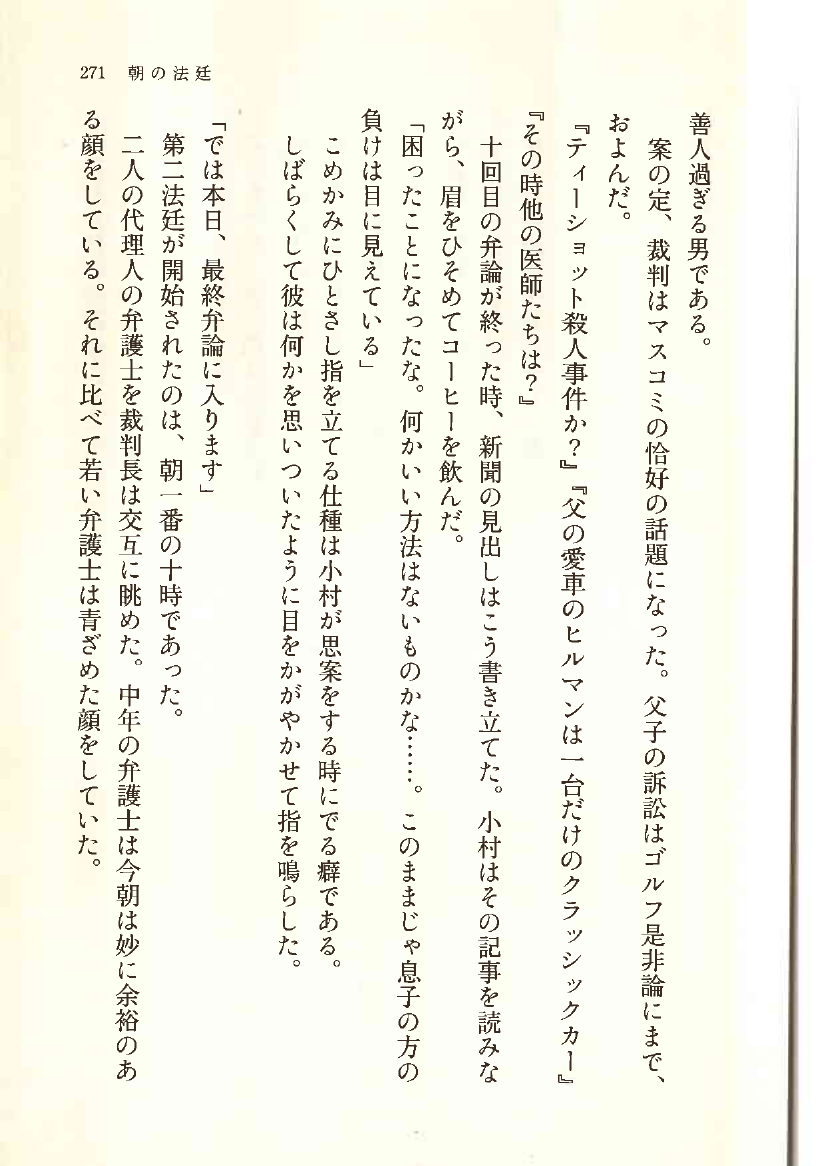 271 朝の法廷
善人過ぎる男である。
案の定、裁判はマスコミの恰好の話題になった。父子の訴訟はゴルフ是非論にまで、
およんだ。
『ティーショット殺人事件か？』『父の愛車のヒルマンは一台だけのクラッシックカー』
『その時他の医師たちは？』
十回目の弁論が終った時、新聞の見出しはこう書き立てた。小村はその記事を読みな
がら、眉をひそめてコーヒーを飲んだ。
「困ったことになったな。何かいい方法はないものかな……。このままじゃ息子の方の
負けは目に見えている」
こめかみにひとさし指を立てる仕種は小村が思案をする時にでる癖である。
しばらくして彼は何かを思いついたように目をかがやかせて指を鳴らした。
「では本日、最終弁論に入ります」
第二法廷が開始されたのは、朝一番の十時であった。
二人の代理人の弁護士を裁判長は交互に眺めた。中年の弁護士は今朝は妙に余裕のあ
る顔をしている。それに比べて若い弁護士は青ざめた顔をしていた。